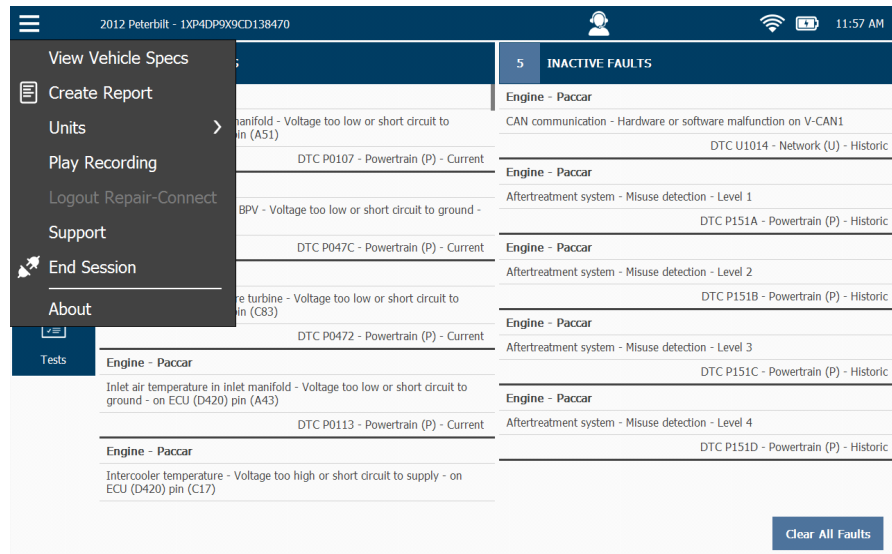 2012 Peterbilt - 1XP4DP9X9CD138470
11:57 AM
View Vehicle Specs
Create Report
Units
Play Recording
Logout Repair-Connect
Support
End Session
About
Tests
manifold - Voltage too low or short circuit to
pin (A51)
DTC P0107 - Powertrain (P) - Current
BPV - Voltage too low or short circuit to ground -
DTC P047C - Powertrain (P) - Current
re turbine - Voltage too low or short circuit to
pin (C83)
DTC P0472 - Powertrain (P) - Current
Engine - Paccar
Inlet air temperature in inlet manifold - Voltage too low or short circuit to
ground - on ECU (D420) pin (A43)
DTC P0113 - Powertrain (P) - Current
Engine - Paccar
Intercooler temperature - Voltage too high or short circuit to supply - on
ECU (D420) pin (C17)
5 INACTIVE FAULTS
Engine - Paccar
CAN communication - Hardware or software malfunction on V-CAN1
DTC U1014 - Network (U) - Historic
Engine - Paccar
Aftertreatment system - Misuse detection - Level 1
DTC P151A - Powertrain (P) - Historic
Engine - Paccar
Aftertreatment system - Misuse detection - Level 2
DTC P151B - Powertrain (P) - Historic
Engine - Paccar
Aftertreatment system - Misuse detection - Level 3
DTC P151C - Powertrain (P) - Historic
Engine - Paccar
Aftertreatment system - Misuse detection - Level 4
DTC P151D - Powertrain (P) - Historic
Clear All Faults